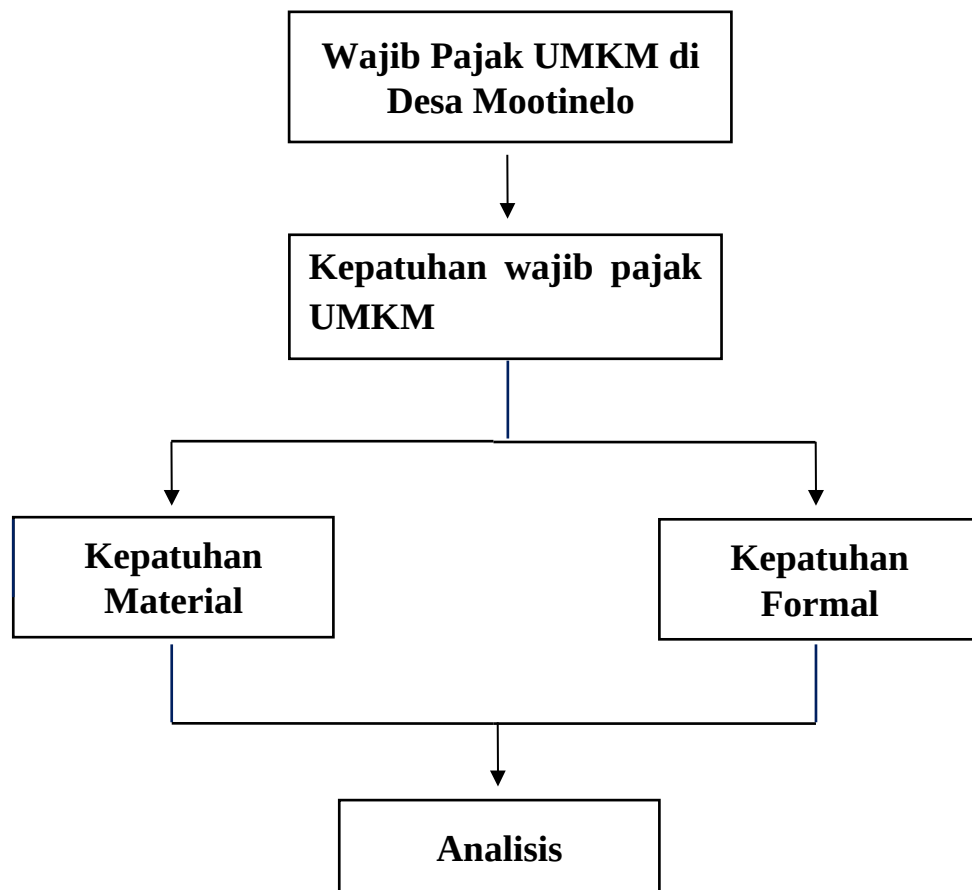 Wajib Pajak UMKM di
Desa Mootinelo
Kepatuhan wajib pajak
UMKM
Kepatuhan
Material
Kepatuhan
Formal
Analisis